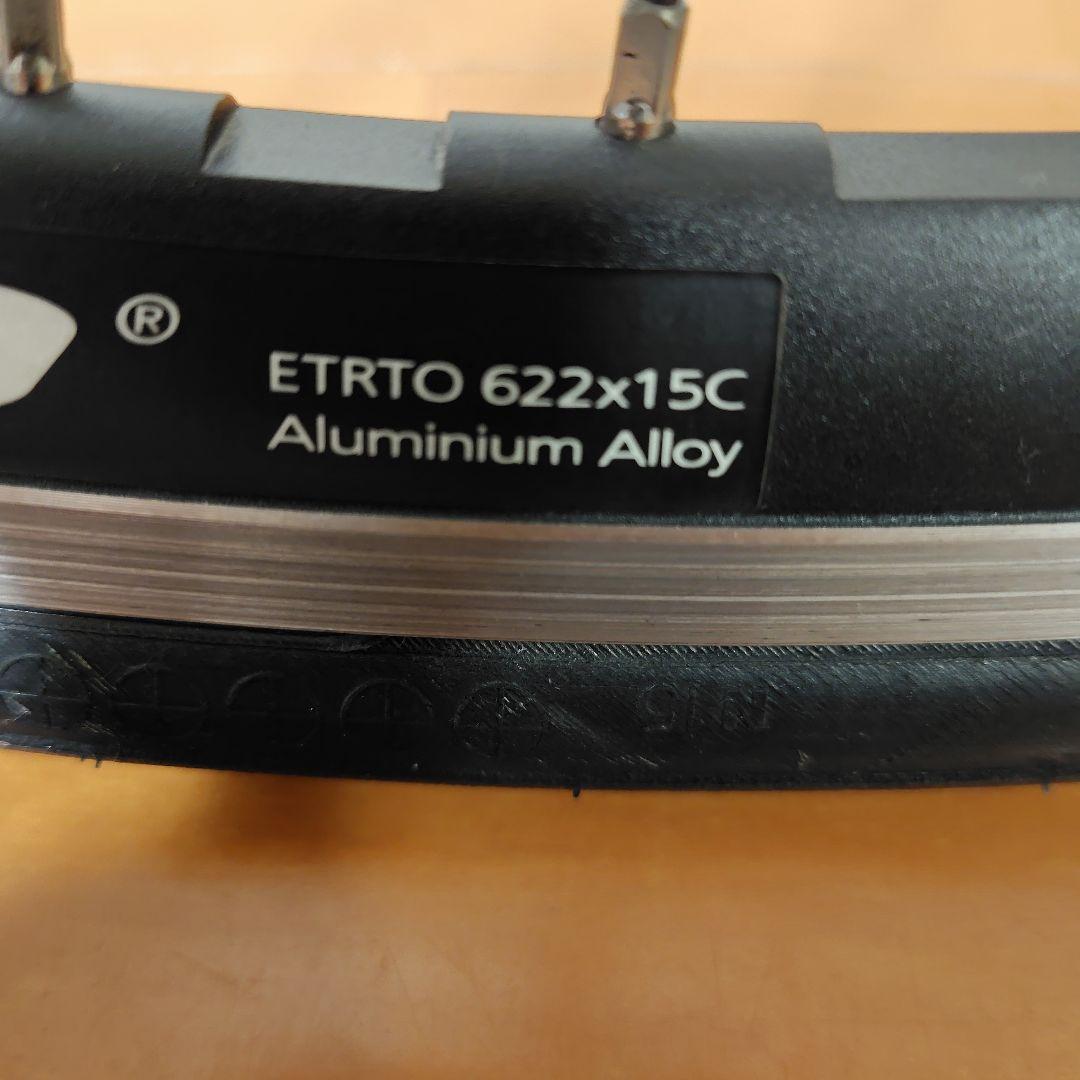 ®
ETRTO 622x15C
Aluminium Alloy